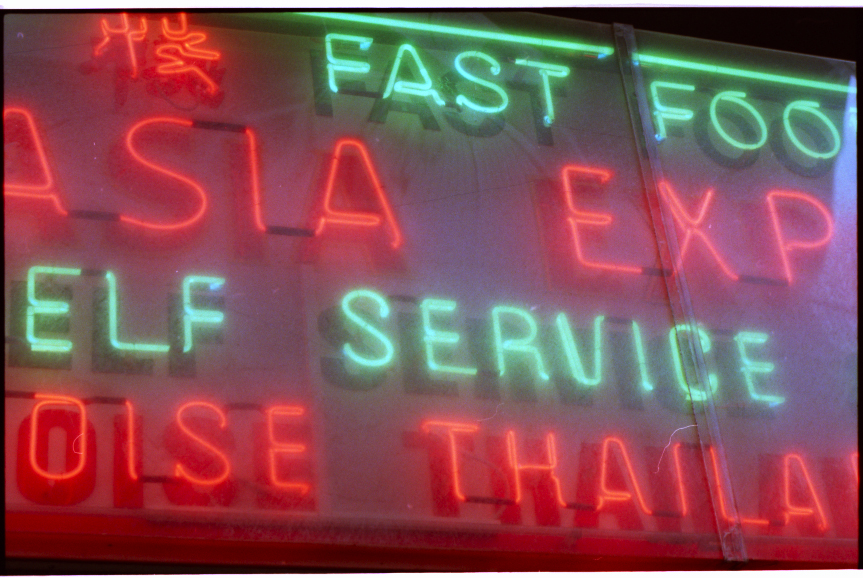 FAST FOO
ASIA EXP
ELF SERVICE
OISE THAILA